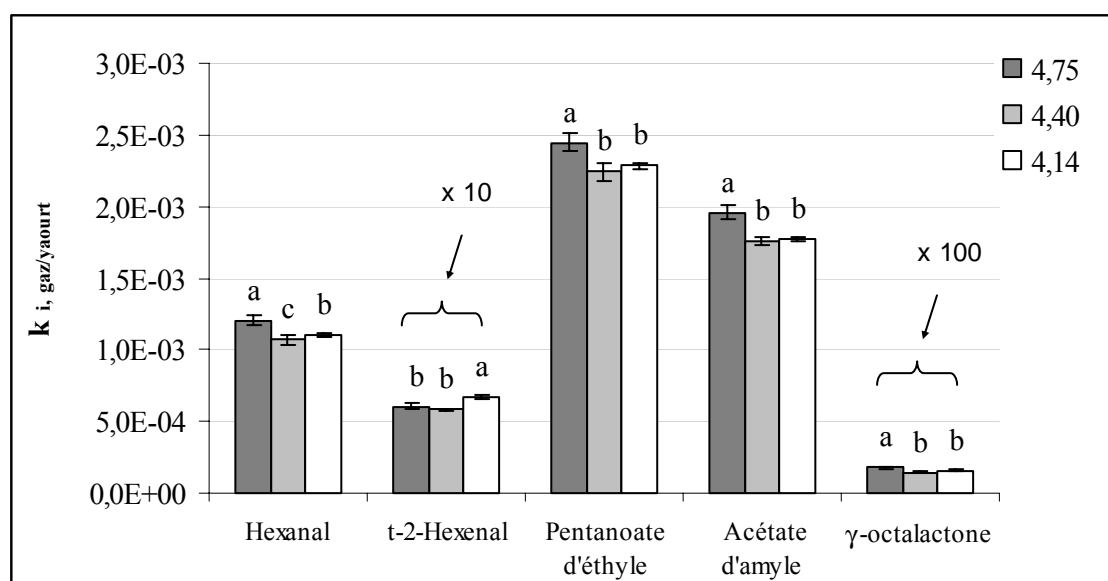 3,0E-03
2,5E-03
2,0E-03
1,5E-03
1,0E-03
5,0E-04
0,0E+00
k i, gaz/yaourt
4,75
4,40
4,14
a c b
b b a
x 10
a b b
a b b
a b b
x 100
Hexanal t-2-Hexenal Pentanoate d'éthyle Acétate d'amyle γ-octalactone